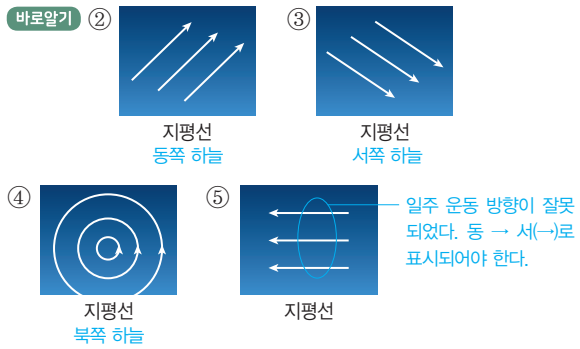 바로알기 ② ③
지평선
동쪽 하늘
지평선
서쪽 하늘
④ ⑤
지평선
북쪽 하늘
지평선
일주 운동 방향이 잘못
되었다. 동 → 서(→)로
표시되어야 한다.